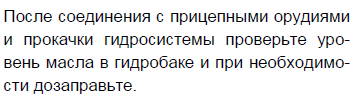 После соединения с прицепными орудиями
и прокачки гидросистемы проверьте уро-
вень масла в гидробаке и при необходимо-
сти дозаправьте.